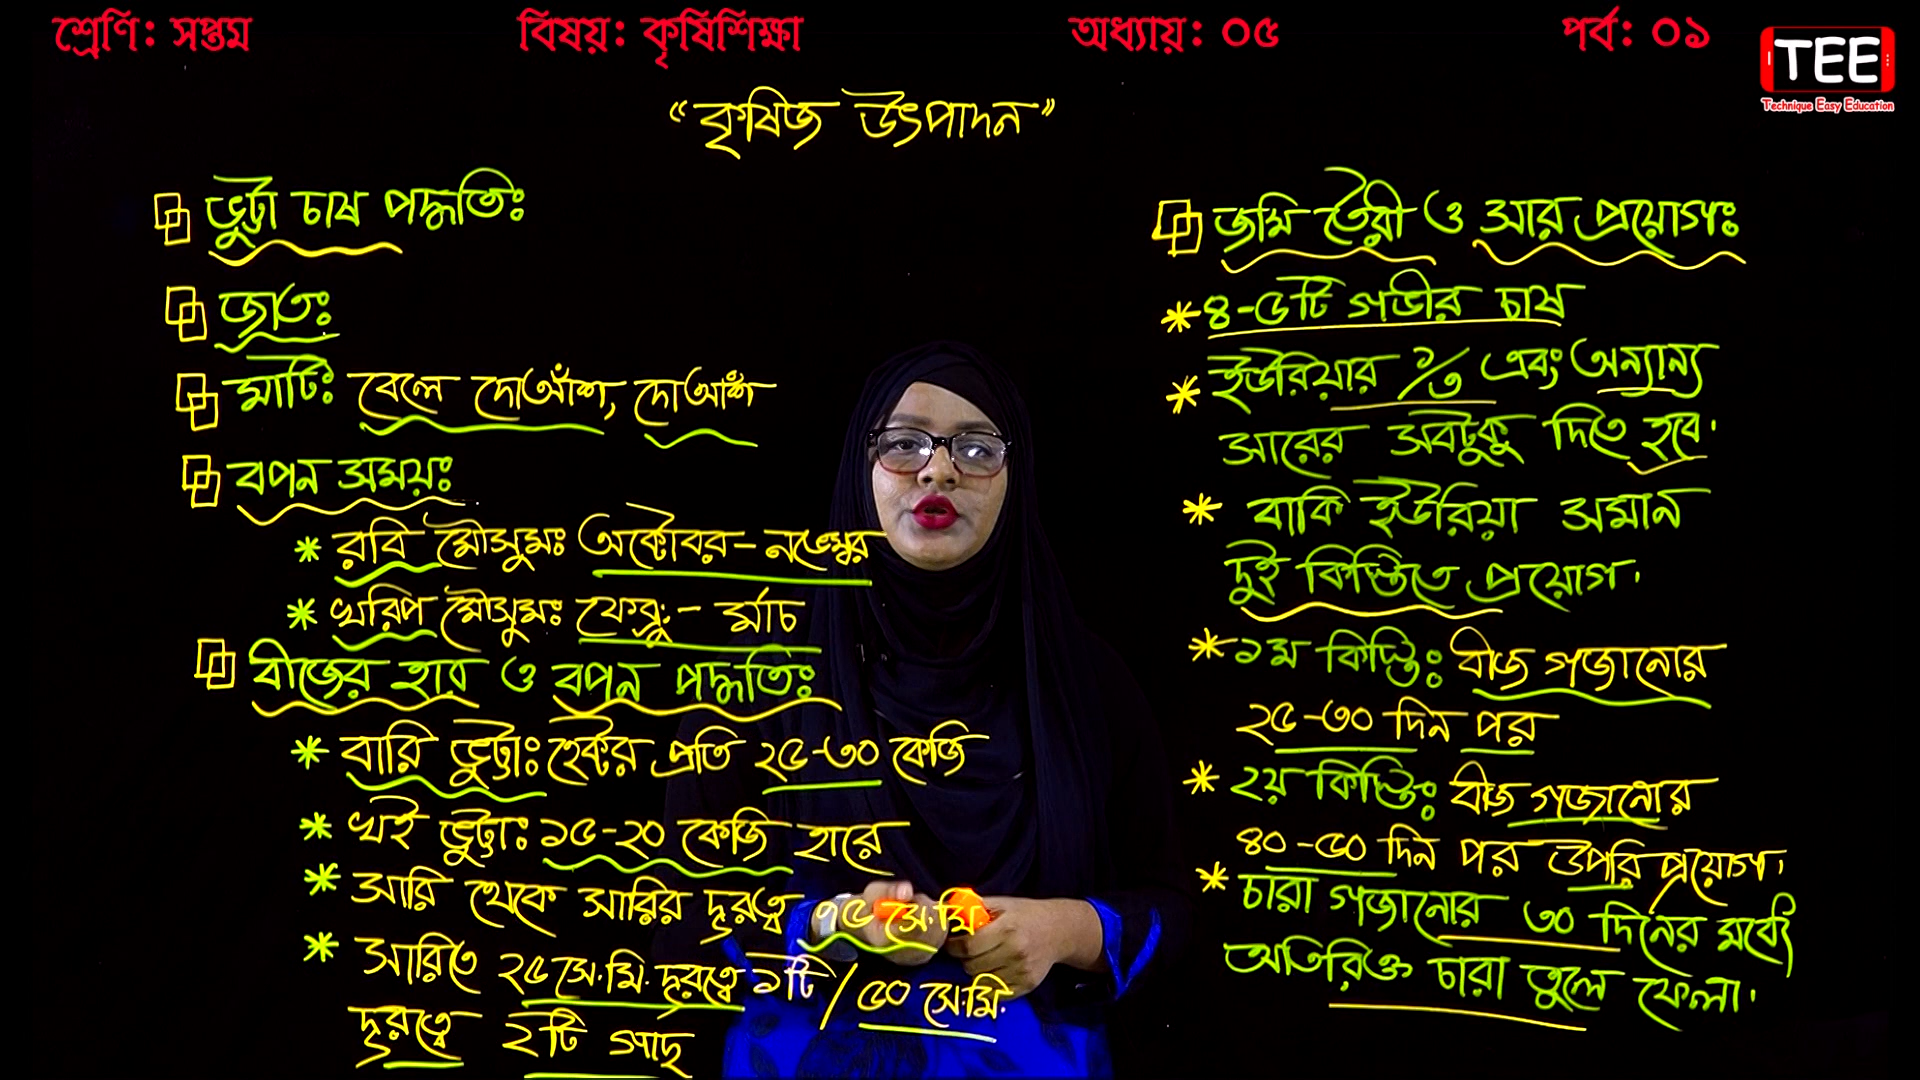 শ্রেণি: সপ্তম
বিষয়: কৃষিশিক্ষা
অধ্যায়: ০৫
পর্ব: ০১
TEE
Technique Easy Education
“কৃষিজ উৎপাদন”
ভুট্টা চাষ পদ্ধতিঃ
জাতঃ
মাটিঃ বেলে দোআঁশ, দোআঁশ
বপন সময়ঃ
* রবি মৌসুমঃ অক্টোবর - নভেম্বর
* খরিপ মৌসুমঃ ফেব্রুঃ - র্মাচ
বীজের হার ও বপন পদ্ধতিঃ
* বারি ভুট্টাঃ হেক্টর প্রতি ২৫-৩০ কেজি
* খই ভুট্টাঃ ১৫-২০ কেজি হারে
* সারি থেকে সারির দূরত্ব ৭৫ সে.মি.
* সারিতে ২৫ সে.মি. দূরত্বে ১টি / ৫০ সে.মি.
দূরত্বে ২টি গাছ
জমি তৈরী ও সার প্রয়োগঃ
* ৪-৫টি গভীর চাষ
* ইউরিয়ার ১/৩ এবং অন্যান্য
সারের সবটুকু দিতে হবে।
* বাকি ইউরিয়া সমান
দুই কিস্তিতে প্রয়োগ।
* ১ম কিস্তিঃ বীজ গজানোর
২৫-৩০ দিন পর
* ২য় কিস্তিঃ বীজ গজানোর
৪০-৫০ দিন পর উপরি প্রয়োগ।
* চারা গজানোর ৩০ দিনের মধ্যে
অতিরিক্ত চারা তুলে ফেলা।